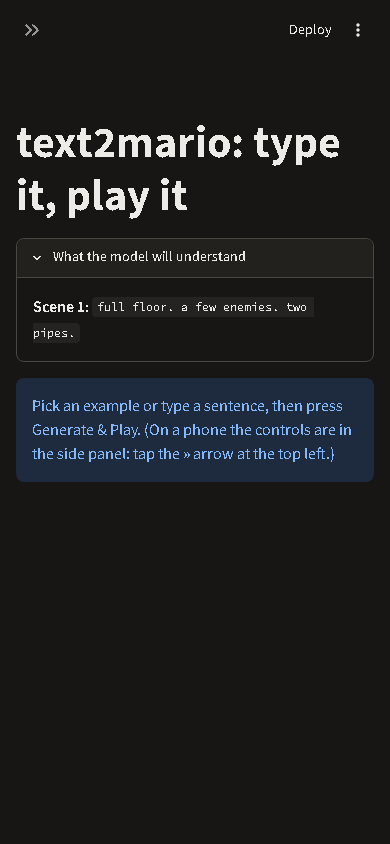 Deploy
text2mario: type
it, play it
What the model will understand
Scene 1: full floor. a few enemies. two
pipes.
Pick an example or type a sentence, then press
Generate & Play. (On a phone the controls are in
the side panel: tap the » arrow at the top left.)